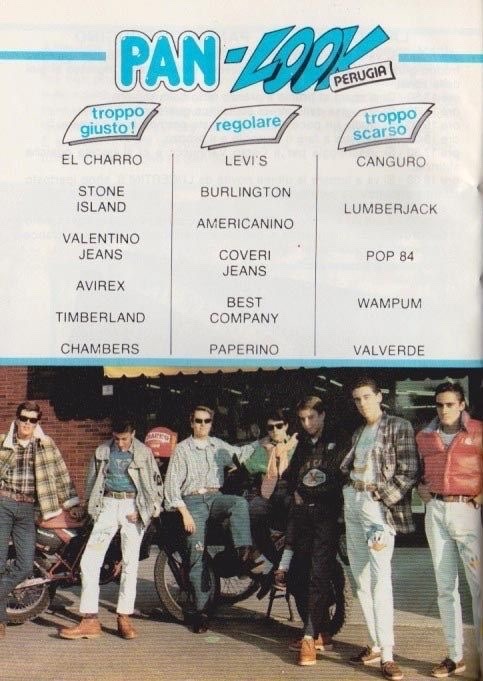 PAN-LOOK
PERUGIA
troppo
giusto!
EL CHARRO
STONE
ISLAND
VALENTINO
JEANS
AVIREX
TIMBERLAND
CHAMBERS
regolare
LEVI'S
BURLINGTON
AMERICANINO
COVERI
JEANS
BEST
COMPANY
PAPERINO
troppo
scarso
CANGURO
LUMBERJACK
POP 84
WAMPUM
VALVERDE